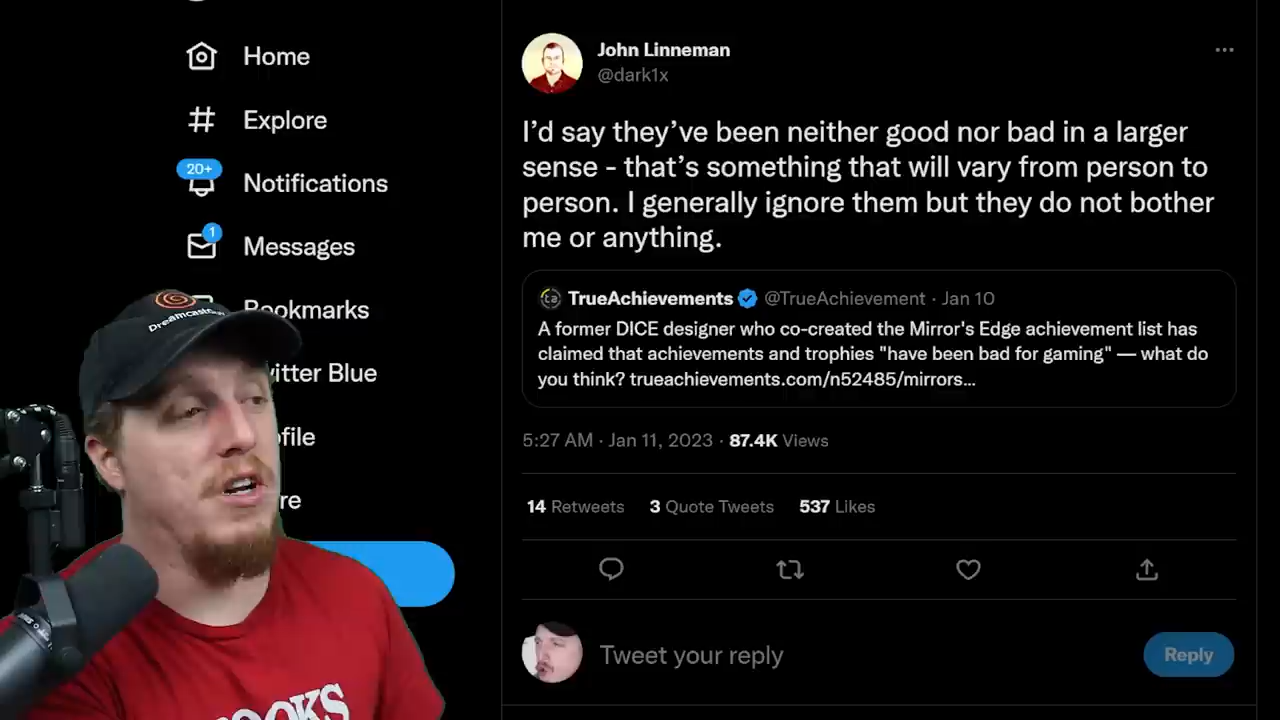 Home
Explore
20+
Notifications
1
Messages
Bookmarks
witter Blue
ofile
re
John Linneman
@dark1x
I'd say they've been neither good nor bad in a larger
sense - that's something that will vary from person to
person. I generally ignore them but they do not bother
me or anything.
ta
TrueAchievements @TrueAchievement · Jan 10
A former DICE designer who co-created the Mirror's Edge achievement list has
claimed that achievements and trophies "have been bad for gaming" — what do
you think? trueachievements.com/n52485/mirrors...
5:27 AM · Jan 11, 2023 · 87.4K Views
14 Retweets 3 Quote Tweets 537 Likes
Tweet your reply
Reply